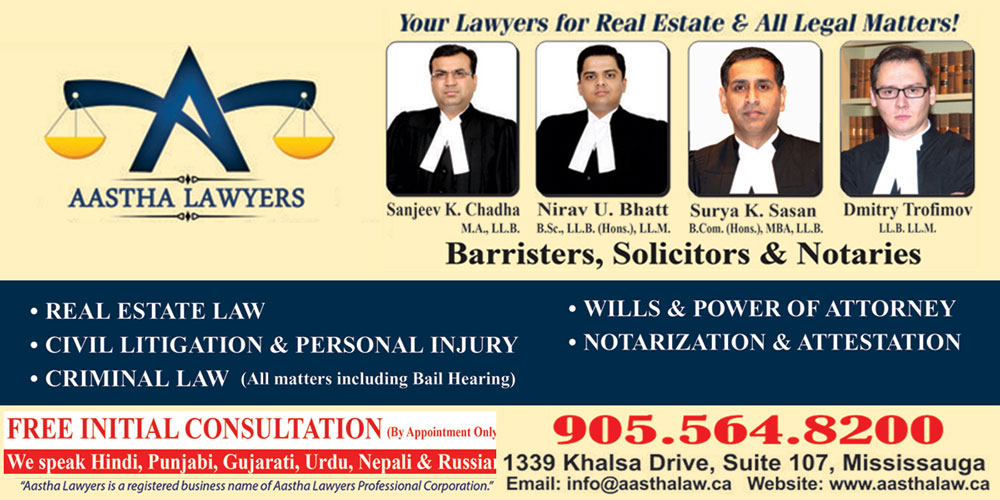 Your Lawyers for Real Estate & All Legal Matters!
AASTHA LAWYERS
Sanjeev K. Chadha
M.A., LL.B.
Nirav U. Bhatt
B.Sc., LL.B. (Hons.), LL.M.
Surya K. Sasan
B.Com. (Hons.), MBA, LL.B.
Dmitry Trofimov
LL.B. LL.M.
Barristers, Solicitors & Notaries
• REAL ESTATE LAW
• CIVIL LITIGATION & PERSONAL INJURY
• CRIMINAL LAW (All matters including Bail Hearing)
• WILLS & POWER OF ATTORNEY
• NOTARIZATION & ATTESTATION
FREE INITIAL CONSULTATION (By Appointment Only
We speak Hindi, Punjabi, Gujarati, Urdu, Nepali & Russian
"Aastha Lawyers is a registered business name of Aastha Lawyers Professional Corporation."
905.564.8200
1339 Khalsa Drive, Suite 107, Mississauga
Email: info@aasthalaw.ca Website: www.aasthalaw.ca